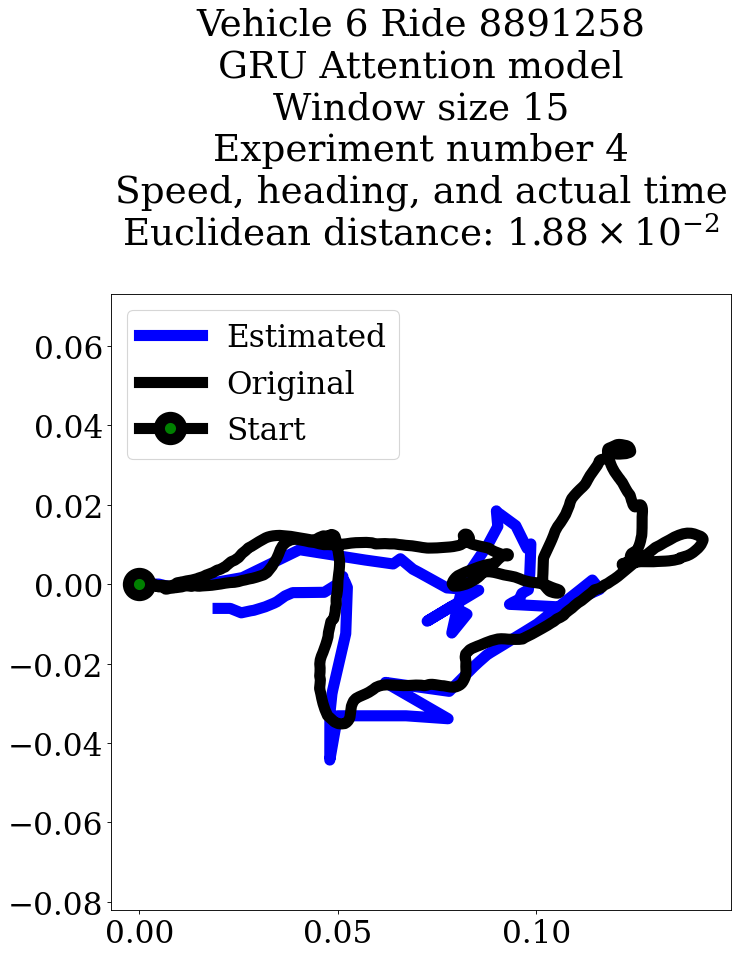 Vehicle 6 Ride 8891258
GRU Attention model
Window size 15
Experiment number 4
Speed, heading, and actual time
Euclidean distance: 1.88 × 10⁻²
Estimated
Original
Start
0.06
0.04
0.02
0.00
−0.02
−0.04
−0.06
−0.08
0.00 0.05 0.10